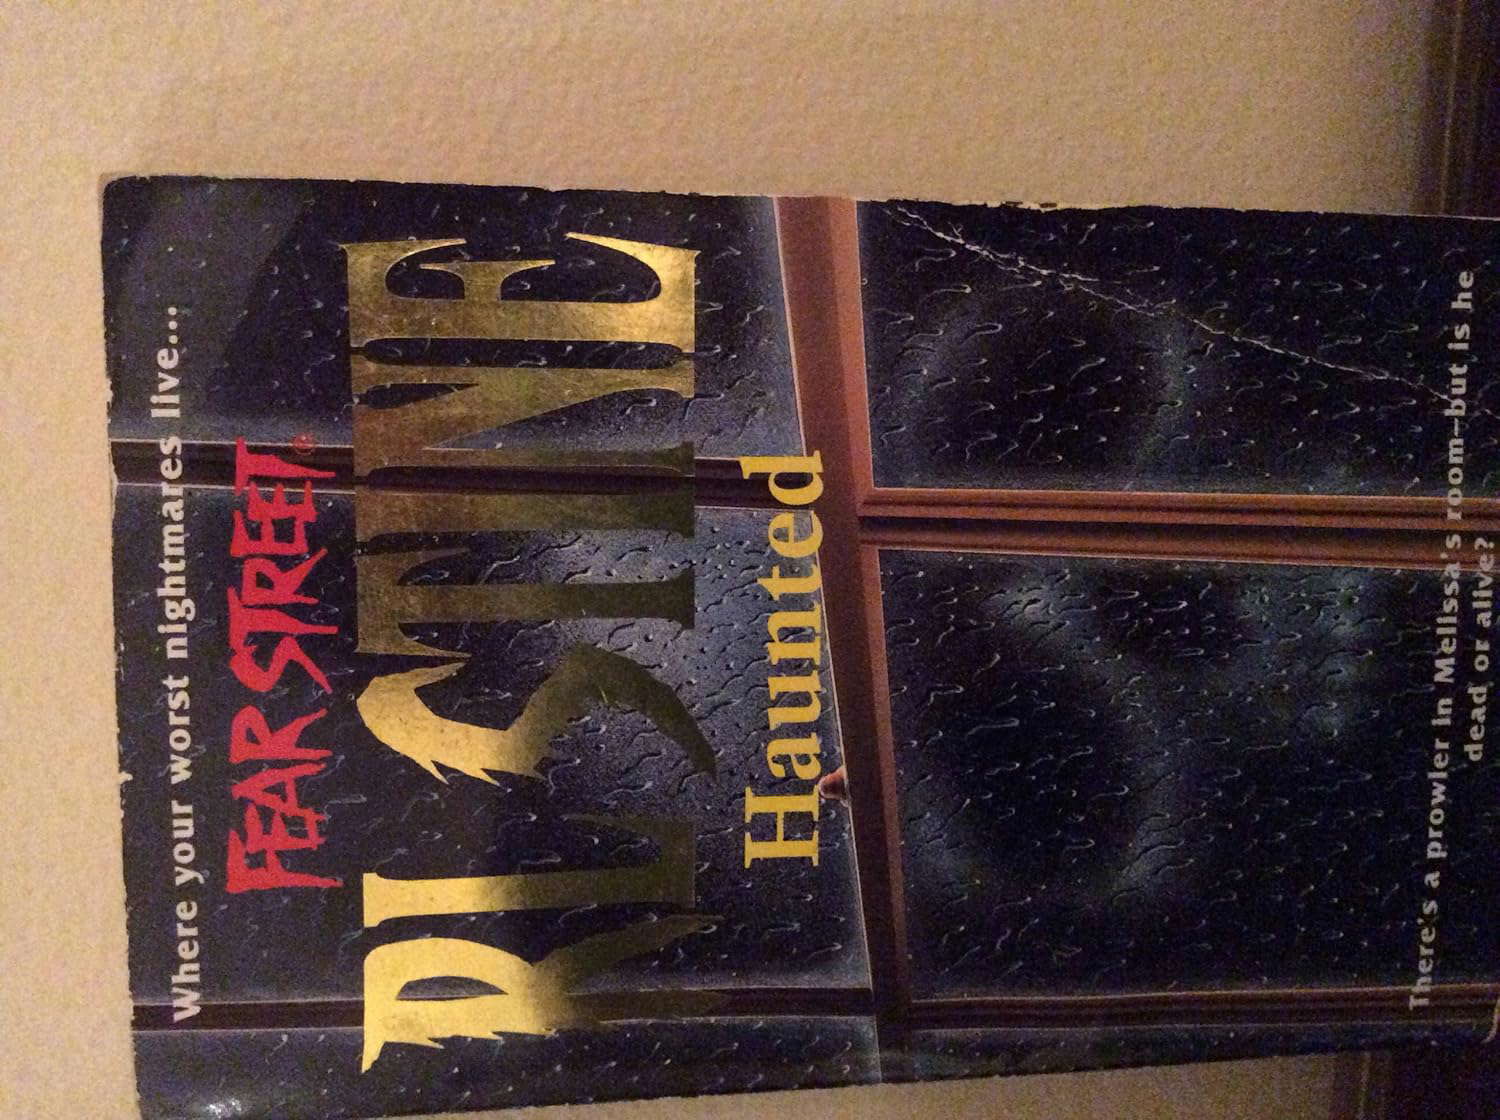 Where your worst nightmares live...
FEAR STREET®
RL STINE
Haunted
There's a prowler in Melissa's room—but is he
dead or alive?